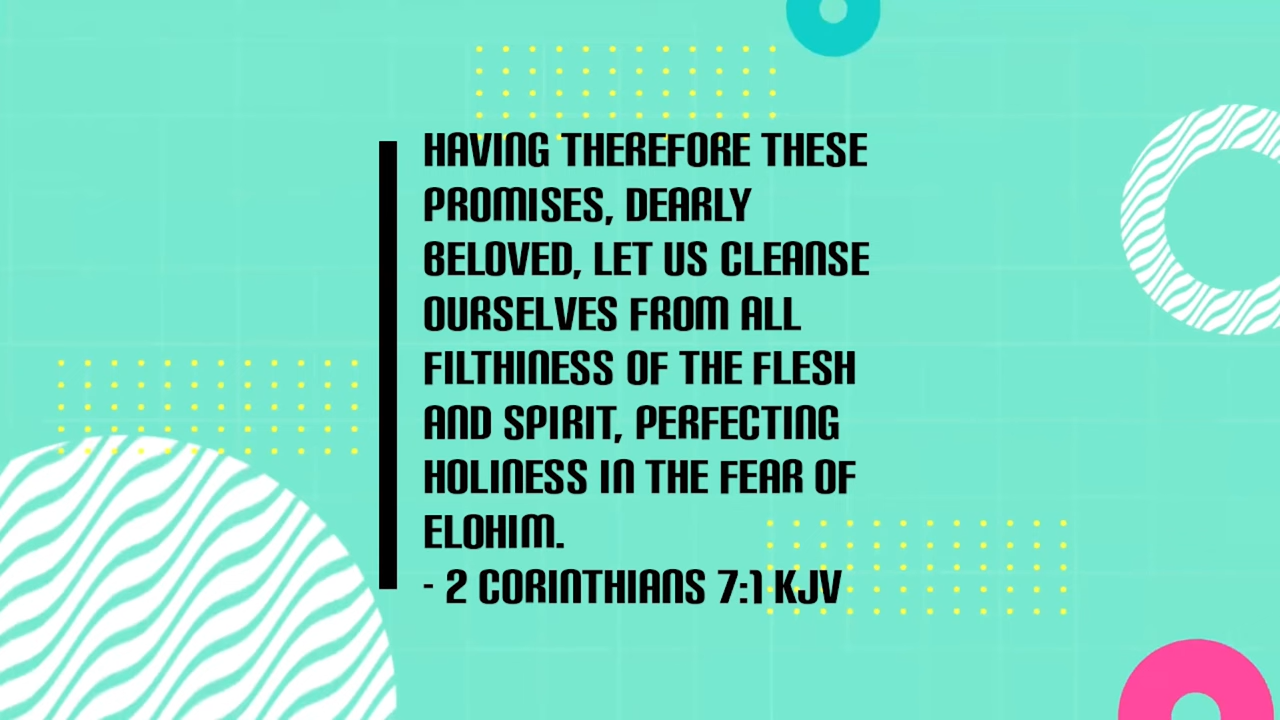 HAVING THEREFORE THESE
PROMISES, DEARLY
BELOVED, LET US CLEANSE
OURSELVES FROM ALL
FILTHINESS OF THE FLESH
AND SPIRIT, PERFECTING
HOLINESS IN THE FEAR OF
ELOHIM.
- 2 CORINTHIANS 7:1 KJV